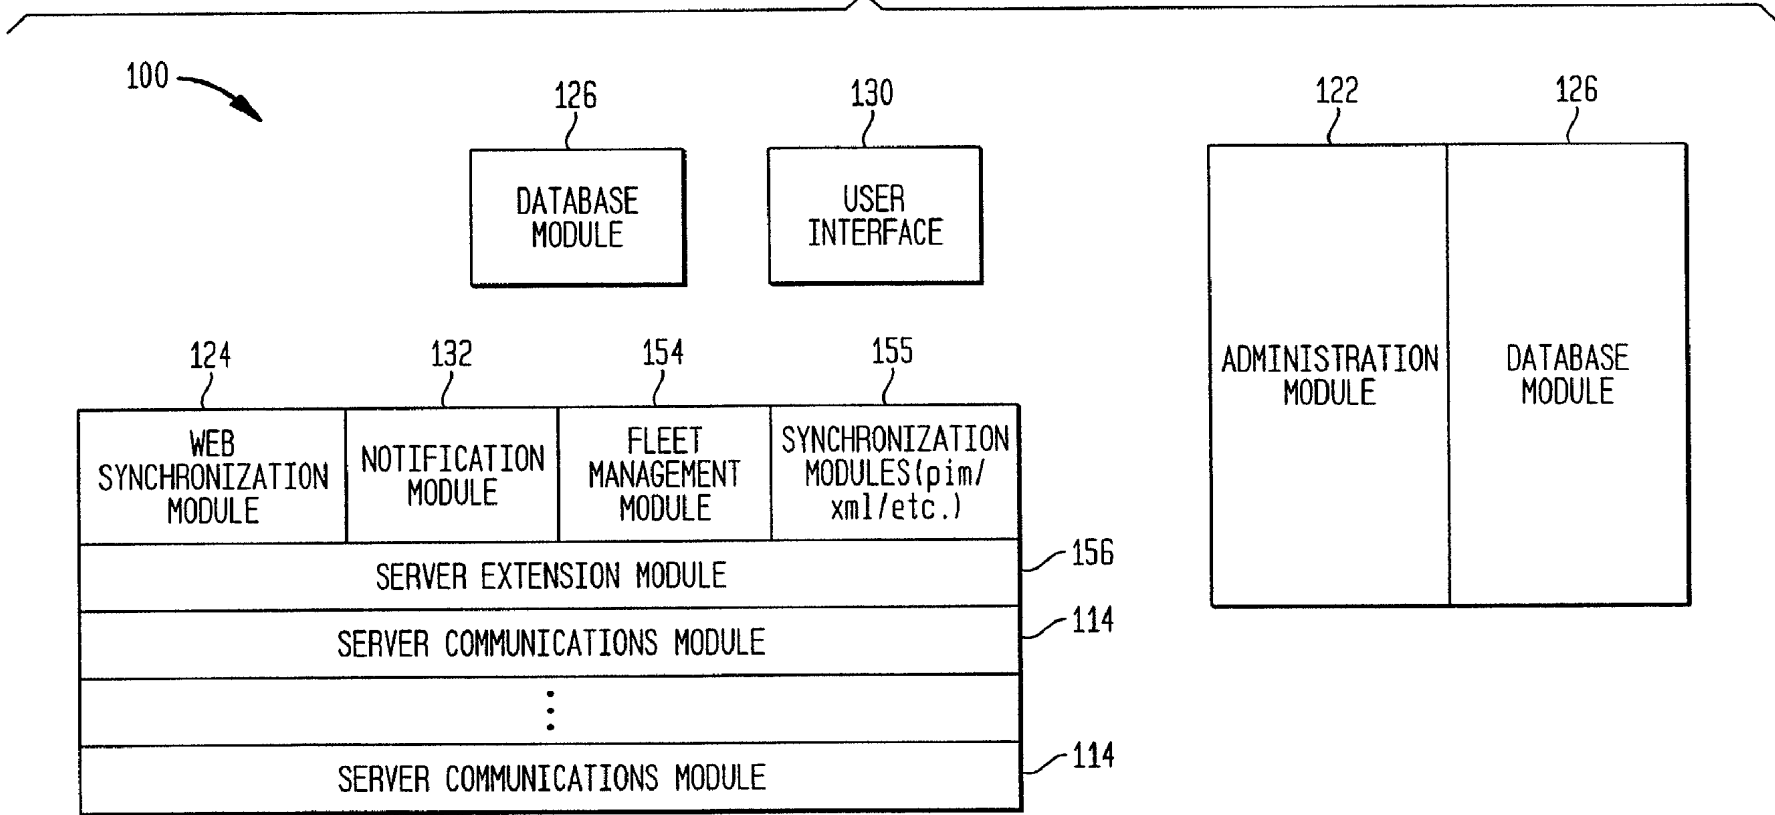 100
126
130
122
126
DATABASE
MODULE
USER
INTERFACE
ADMINISTRATION
MODULE
DATABASE
MODULE
124
132
154
155
WEB
SYNCHRONIZATION
MODULE
NOTIFICATION
MODULE
FLEET
MANAGEMENT
MODULE
SYNCHRONIZATION
MODULES(pim/
xml/etc.)
SERVER EXTENSION MODULE
156
SERVER COMMUNICATIONS MODULE
114
SERVER COMMUNICATIONS MODULE
114